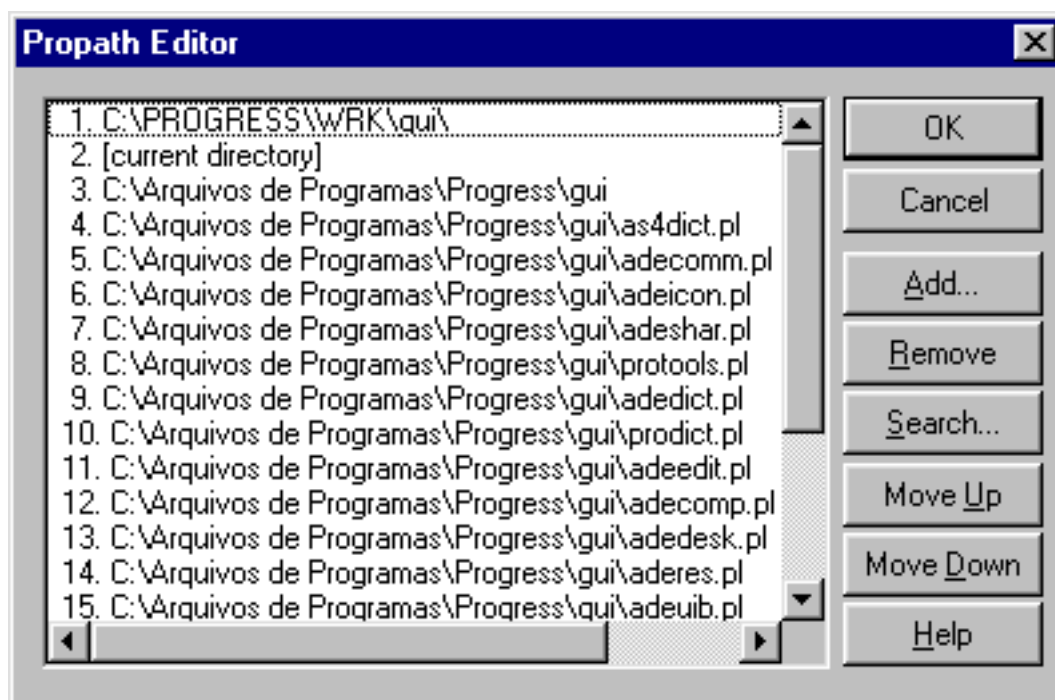 Propath Editor
1. C:\PROGRESS\WRK\gui\
2. [current directory]
3. C:\Arquivos de Programas\Progress\gui
4. C:\Arquivos de Programas\Progress\gui\as4dict.pl
5. C:\Arquivos de Programas\Progress\gui\adecomm.pl
6. C:\Arquivos de Programas\Progress\gui\adeicon.pl
7. C:\Arquivos de Programas\Progress\gui\adeshar.pl
8. C:\Arquivos de Programas\Progress\gui\protools.pl
9. C:\Arquivos de Programas\Progress\gui\adedict.pl
10. C:\Arquivos de Programas\Progress\gui\prodict.pl
11. C:\Arquivos de Programas\Progress\gui\adeedit.pl
12. C:\Arquivos de Programas\Progress\gui\adecomp.pl
13. C:\Arquivos de Programas\Progress\gui\adedesk.pl
14. C:\Arquivos de Programas\Progress\gui\aderes.pl
15. C:\Arquivos de Programas\Progress\gui\adeuib.pl
OK
Cancel
Add...
Remove
Search...
Move Up
Move Down
Help